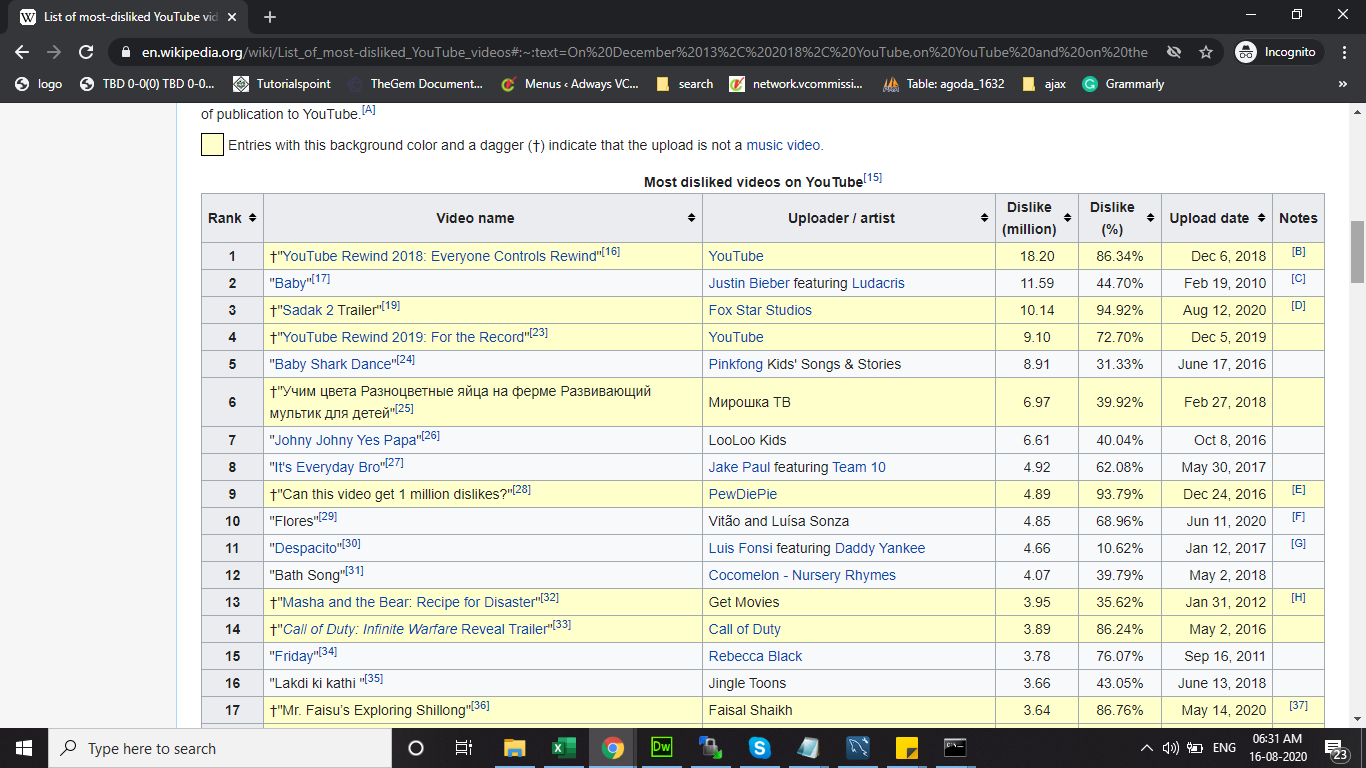 List of most-disliked YouTube vid
en.wikipedia.org/wiki/List_of_most-disliked_YouTube_videos#:~:text=On%20December%2013%2C%202018%2C%20YouTube,on%20YouTube%20and%20on%20the
Incognito
logo TBD 0-0(0) TBD 0-0... Tutorialspoint TheGem Document... Menus ‹ Adways VC... search network.vcommissi... Table: agoda_1632 ajax Grammarly »
of publication to YouTube.[A]
Entries with this background color and a dagger (†) indicate that the upload is not a music video.
Most disliked videos on YouTube[15]
Rank Video name Uploader / artist Dislike (million) Dislike (%) Upload date Notes
1 †"YouTube Rewind 2018: Everyone Controls Rewind"[16] YouTube 18.20 86.34% Dec 6, 2018 [B]
2 "Baby"[17] Justin Bieber featuring Ludacris 11.59 44.70% Feb 19, 2010 [C]
3 †"Sadak 2 Trailer"[19] Fox Star Studios 10.14 94.92% Aug 12, 2020 [D]
4 †"YouTube Rewind 2019: For the Record"[23] YouTube 9.10 72.70% Dec 5, 2019
5 "Baby Shark Dance"[24] Pinkfong Kids' Songs & Stories 8.91 31.33% June 17, 2016
6 †"Учим цвета Разноцветные яйца на ферме Развивающий
мультик для детей"[25] Мирошка ТВ 6.97 39.92% Feb 27, 2018
7 "Johny Johny Yes Papa"[26] LooLoo Kids 6.61 40.04% Oct 8, 2016
8 "It's Everyday Bro"[27] Jake Paul featuring Team 10 4.92 62.08% May 30, 2017
9 †"Can this video get 1 million dislikes?"[28] PewDiePie 4.89 93.79% Dec 24, 2016 [E]
10 "Flores"[29] Vitão and Luísa Sonza 4.85 68.96% Jun 11, 2020 [F]
11 "Despacito"[30] Luis Fonsi featuring Daddy Yankee 4.66 10.62% Jan 12, 2017 [G]
12 "Bath Song"[31] Cocomelon - Nursery Rhymes 4.07 39.79% May 2, 2018
13 †"Masha and the Bear: Recipe for Disaster"[32] Get Movies 3.95 35.62% Jan 31, 2012 [H]
14 †"Call of Duty: Infinite Warfare Reveal Trailer"[33] Call of Duty 3.89 86.24% May 2, 2016
15 "Friday"[34] Rebecca Black 3.78 76.07% Sep 16, 2011
16 "Lakdi ki kathi "[35] Jingle Toons 3.66 43.05% June 13, 2018
17 †"Mr. Faisu's Exploring Shillong"[36] Faisal Shaikh 3.64 86.76% May 14, 2020 [37]
Type here to search
ENG
06:31 AM
16-08-2020
23